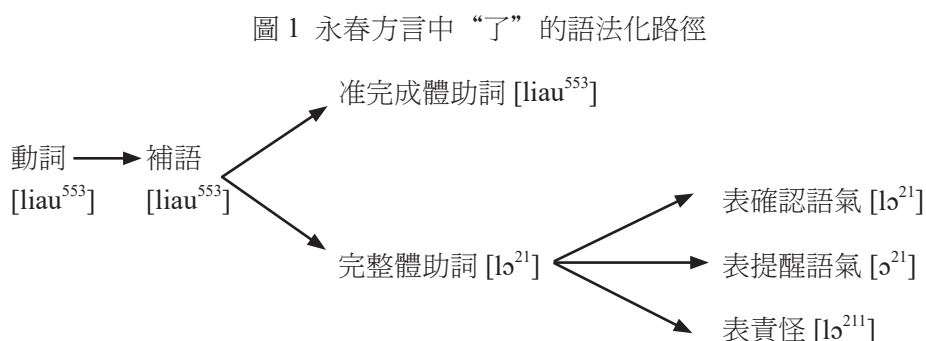 圖 1 永春方言中“了”的語法化路徑
准完成體助詞 [liau⁵⁵³]
動詞
補語
[liau⁵⁵³]
[liau⁵⁵³]
表確認語氣 [lɔ²¹]
完整體助詞 [lɔ²¹]
表提醒語氣 [ɔ²¹]
表責怪 [lɔ²¹¹]